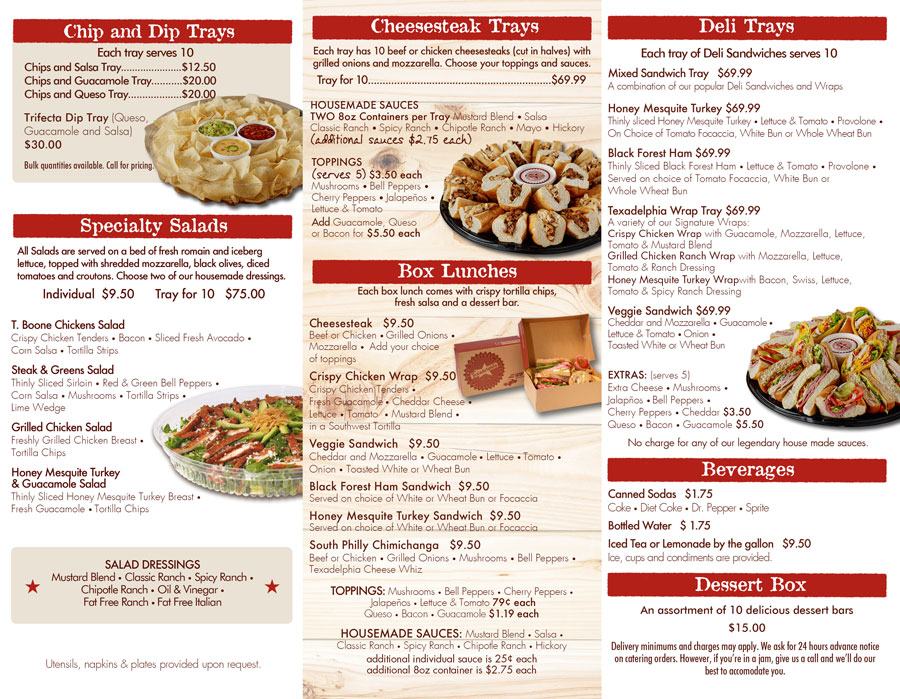 Chip and Dip Trays
Each tray serves 10
Chips and Salsa Tray.....................$12.50
Chips and Guacamole Tray...........$20.00
Chips and Queso Tray...................$20.00
Trifecta Dip Tray (Queso,
Guacamole and Salsa)
$30.00
Bulk quantities available. Call for pricing.
Specialty Salads
All Salads are served on a bed of fresh romain and iceberg
lettuce, topped with shredded mozzarella, black olives, diced
tomatoes and croutons. Choose two of our housemade dressings.
Individual $9.50 Tray for 10 $75.00
T. Boone Chickens Salad
Crispy Chicken Tenders • Bacon • Sliced Fresh Avocado •
Corn Salsa • Tortilla Strips
Steak & Greens Salad
Thinly Sliced Sirloin • Red & Green Bell Peppers •
Corn Salsa • Mushrooms • Tortilla Strips •
Lime Wedge
Grilled Chicken Salad
Freshly Grilled Chicken Breast •
Tortilla Chips
Honey Mesquite Turkey
& Guacamole Salad
Thinly Sliced Honey Mesquite Turkey Breast •
Fresh Guacamole • Tortilla Chips
SALAD DRESSINGS
Mustard Blend • Classic Ranch • Spicy Ranch •
Chipotle Ranch • Oil & Vinegar •
Fat Free Ranch • Fat Free Italian
Utensils, napkins & plates provided upon request.
Cheesesteak Trays
Each tray has 10 beef or chicken cheesesteaks (cut in halves) with
grilled onions and mozzarella. Choose your toppings and sauces.
Tray for 10...............................................................$69.99
HOUSEMADE SAUCES
TWO 8oz Containers per Tray Mustard Blend • Salsa
Classic Ranch • Spicy Ranch • Chipotle Ranch • Mayo • Hickory
(additional sauces $2.75 each)
TOPPINGS
(serves 5) $3.50 each
Mushrooms • Bell Peppers •
Cherry Peppers • Jalapeños •
Lettuce & Tomato
Add Guacamole, Queso
or Bacon for $5.50 each
Box Lunches
Each box lunch comes with crispy tortilla chips,
fresh salsa and a dessert bar.
Cheesesteak $9.50
Beef or Chicken • Grilled Onions •
Mozzarella • Add your choice
of toppings
Crispy Chicken Wrap $9.50
Crispy Chicken Tenders •
Fresh Guacamole • Cheddar Cheese •
Lettuce • Tomato • Mustard Blend •
in a Southwest Tortilla
Veggie Sandwich $9.50
Cheddar and Mozzarella • Guacamole • Lettuce • Tomato •
Onion • Toasted White or Wheat Bun
Black Forest Ham Sandwich $9.50
Served on choice of White or Wheat Bun or Focaccia
Honey Mesquite Turkey Sandwich $9.50
Served on choice of White or Wheat Bun or Focaccia
South Philly Chimichanga $9.50
Beef or Chicken • Grilled Onions • Mushrooms • Bell Peppers •
Texadelphia Cheese Whiz
TOPPINGS: Mushrooms • Bell Peppers • Cherry Peppers •
Jalapeños • Lettuce & Tomato 79¢ each
Queso • Bacon • Guacamole $1.19 each
HOUSEMADE SAUCES: Mustard Blend • Salsa •
Classic Ranch • Spicy Ranch • Chipotle Ranch • Hickory
additional individual sauce is 25¢ each
additional 8oz container is $2.75 each
Deli Trays
Each tray of Deli Sandwiches serves 10
Mixed Sandwich Tray $69.99
A combination of our popular Deli Sandwiches and Wraps
Honey Mesquite Turkey $69.99
Thinly sliced Honey Mesquite Turkey • Lettuce & Tomato • Provolone •
On Choice of Tomato Focaccia, White Bun or Whole Wheat Bun
Black Forest Ham $69.99
Thinly Sliced Black Forest Ham • Lettuce & Tomato • Provolone •
Served on choice of Tomato Focaccia, White Bun or
Whole Wheat Bun
Texadelphia Wrap Tray $69.99
A variety of our Signature Wraps:
Crispy Chicken Wrap with Guacamole, Mozzarella, Lettuce,
Tomato & Mustard Blend
Grilled Chicken Ranch Wrap with Mozzarella, Lettuce,
Tomato & Ranch Dressing
Honey Mesquite Turkey Wrapwith Bacon, Swiss, Lettuce,
Tomato & Spicy Ranch Dressing
Veggie Sandwich $69.99
Cheddar and Mozzarella • Guacamole •
Lettuce & Tomato • Onion •
Toasted White or Wheat Bun
EXTRAS: (serves 5)
Extra Cheese • Mushrooms •
Jalapños • Bell Peppers •
Cherry Peppers • Cheddar $3.50
Queso • Bacon • Guacamole $5.50
No charge for any of our legendary house made sauces.
Beverages
Canned Sodas $1.75
Coke • Diet Coke • Dr. Pepper • Sprite
Bottled Water $ 1.75
Iced Tea or Lemonade by the gallon $9.50
Ice, cups and condiments are provided.
Dessert Box
An assortment of 10 delicious dessert bars
$15.00
Delivery minimums and charges may apply. We ask for 24 hours advance notice
on catering orders. However, if you're in a jam, give us a call and we'll do our
best to accomodate you.